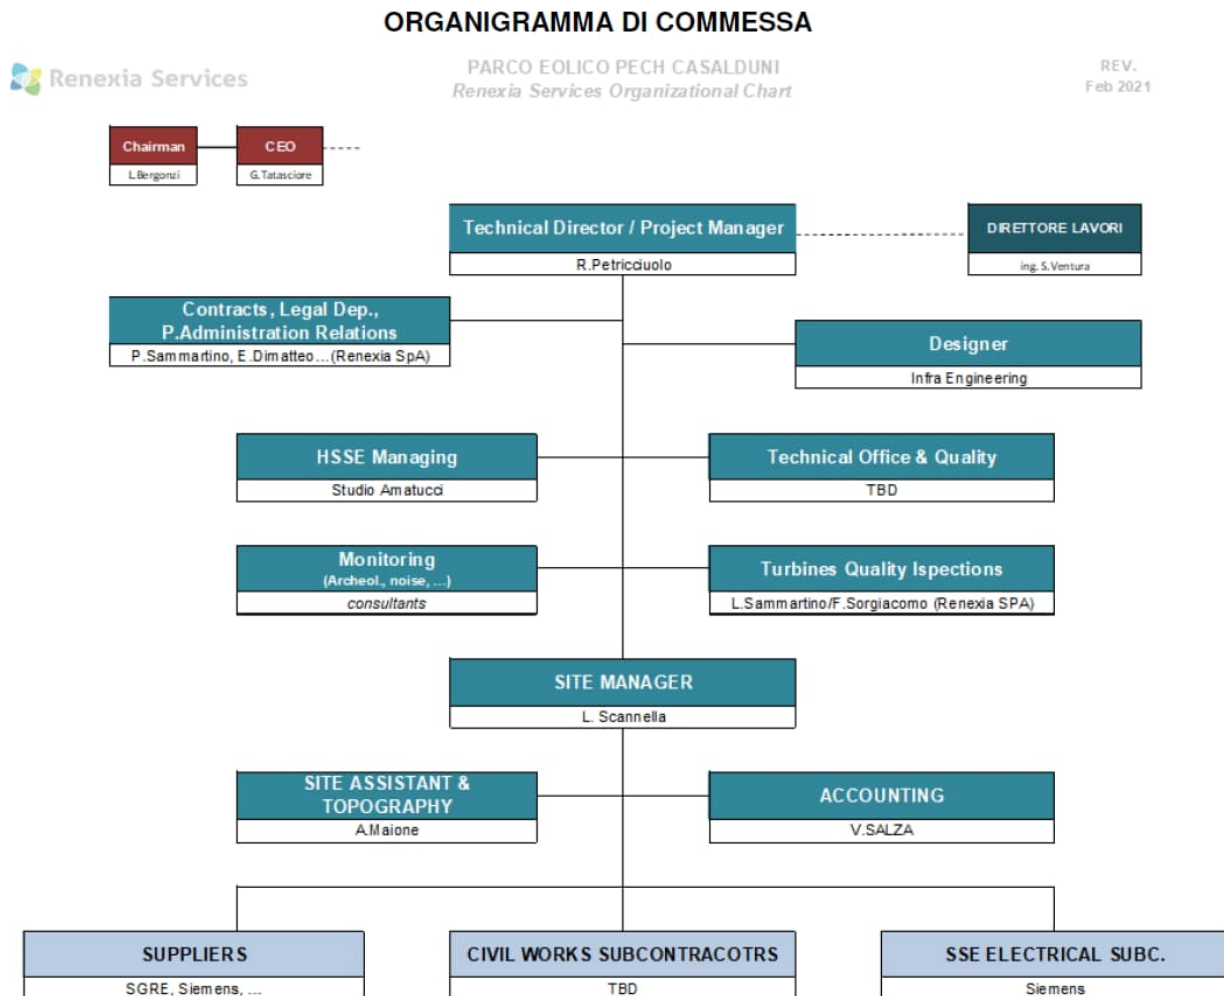 ORGANIGRAMMA DI COMMESSA
Renexia Services
PARCO EOLICO PECH CASALDUNI
Renexia Services Organizational Chart
REV.
Feb 2021
Chairman
L.Bergonzi
CEO
G.Tatasciore
Technical Director / Project Manager
R.Petricciuolo
DIRETTORE LAVORI
ing. S.Ventura
Contracts, Legal Dep.,
P.Administration Relations
P.Sammartino, E.Dimatteo...(Renexia SpA)
Designer
Infra Engineering
HSSE Managing
Studio Amatucci
Technical Office & Quality
TBD
Monitoring
(Archeol., noise, ...)
consultants
Turbines Quality Ispections
L.Sammartino/F.Sorgiacomo (Renexia SPA)
SITE MANAGER
L. Scannella
SITE ASSISTANT &
TOPOGRAPHY
A.Maione
ACCOUNTING
V.SALZA
SUPPLIERS
SGRE, Siemens, ...
CIVIL WORKS SUBCONTRACOTRS
TBD
SSE ELECTRICAL SUBC.
Siemens